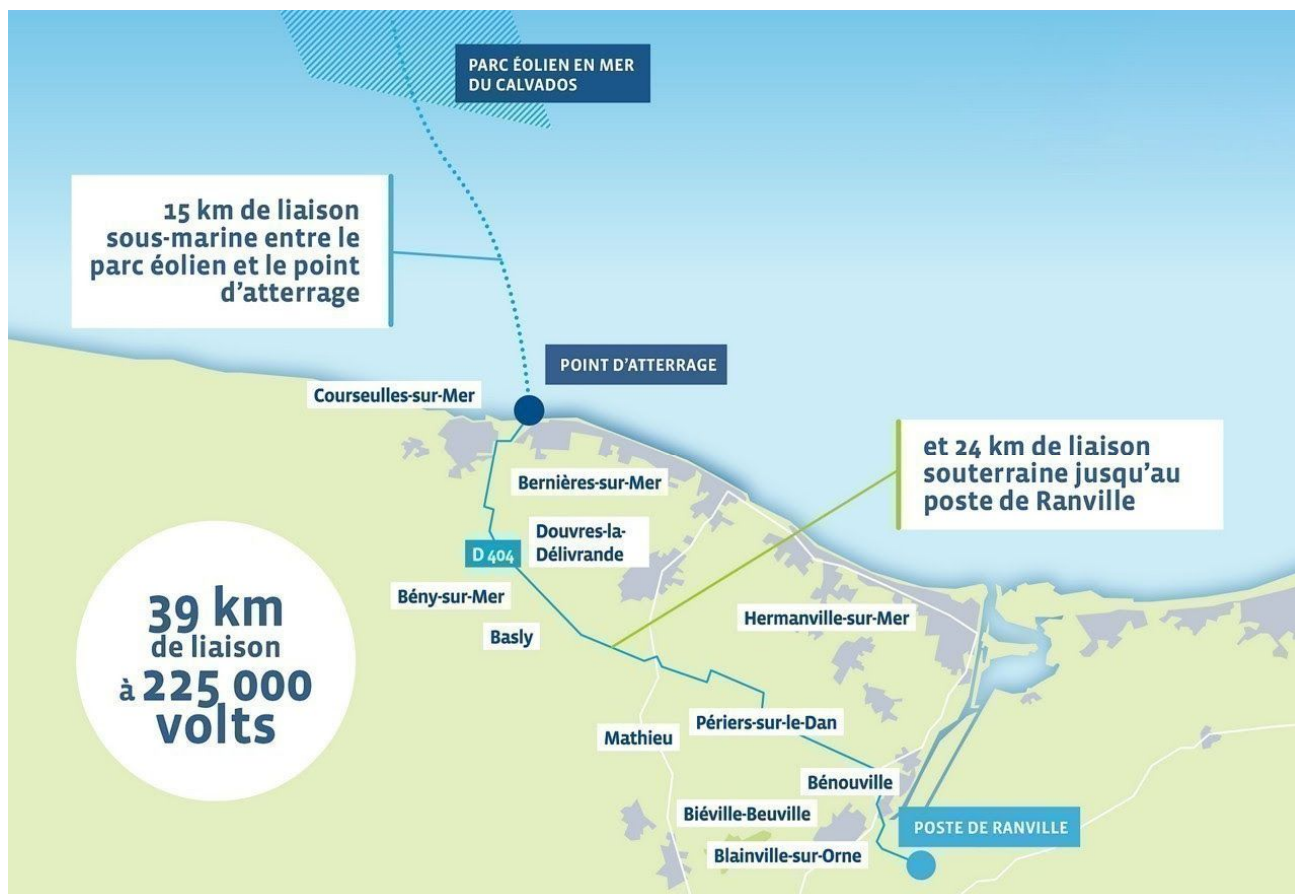 PARC ÉOLIEN EN MER
DU CALVADOS
15 km de liaison
sous-marine entre le
parc éolien et le point
d'atterrage
POINT D'ATTERRAGE
Courseulles-sur-Mer
et 24 km de liaison
souterraine jusqu'au
poste de Ranville
Bernières-sur-Mer
Douvres-la-
Délivrande
D 404
Bény-sur-Mer
Basly
Hermanville-sur-Mer
39 km
de liaison
à 225 000
volts
Périers-sur-le-Dan
Mathieu
Bénouville
Biéville-Beuville
POSTE DE RANVILLE
Blainville-sur-Orne